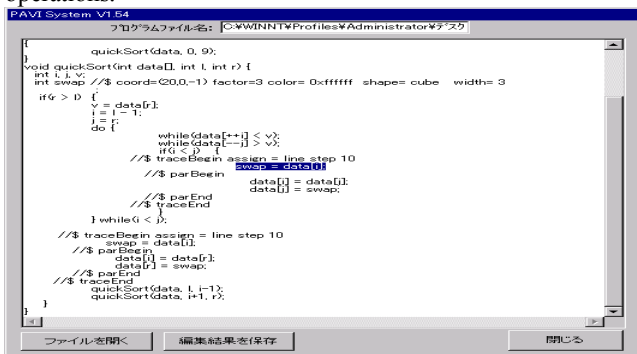 operations.
PAVI System V1.54
プログラムファイル名: C:¥WINNT¥Profiles¥Administrator¥デスク
{
quickSort(data, 0, 9);
}
void quickSort(int data[], int l, int r) {
int i, j, v;
int swap //$ coord=(20,0,-1) factor=3 color= 0xffffff shape= cube width= 3
;
if(r > l) {
v = data[r];
i = l - 1;
j = r;
do {
while(data[++i] < v);
while(data[--j] > v);
if(i < j) {
//$ traceBegin assign = line step 10
swap = data[i];
//$ parBegin
data[i] = data[j];
data[j] = swap;
//$ parEnd
//$ traceEnd
}
} while(i < j);
//$ traceBegin assign = line step 10
swap = data[i];
//$ parBegin
data[i] = data[r];
data[r] = swap;
//$ parEnd
//$ traceEnd
quickSort(data, l, i-1);
quickSort(data, i+1, r);
}
}
ファイルを開く 編集結果を保存 閉じる